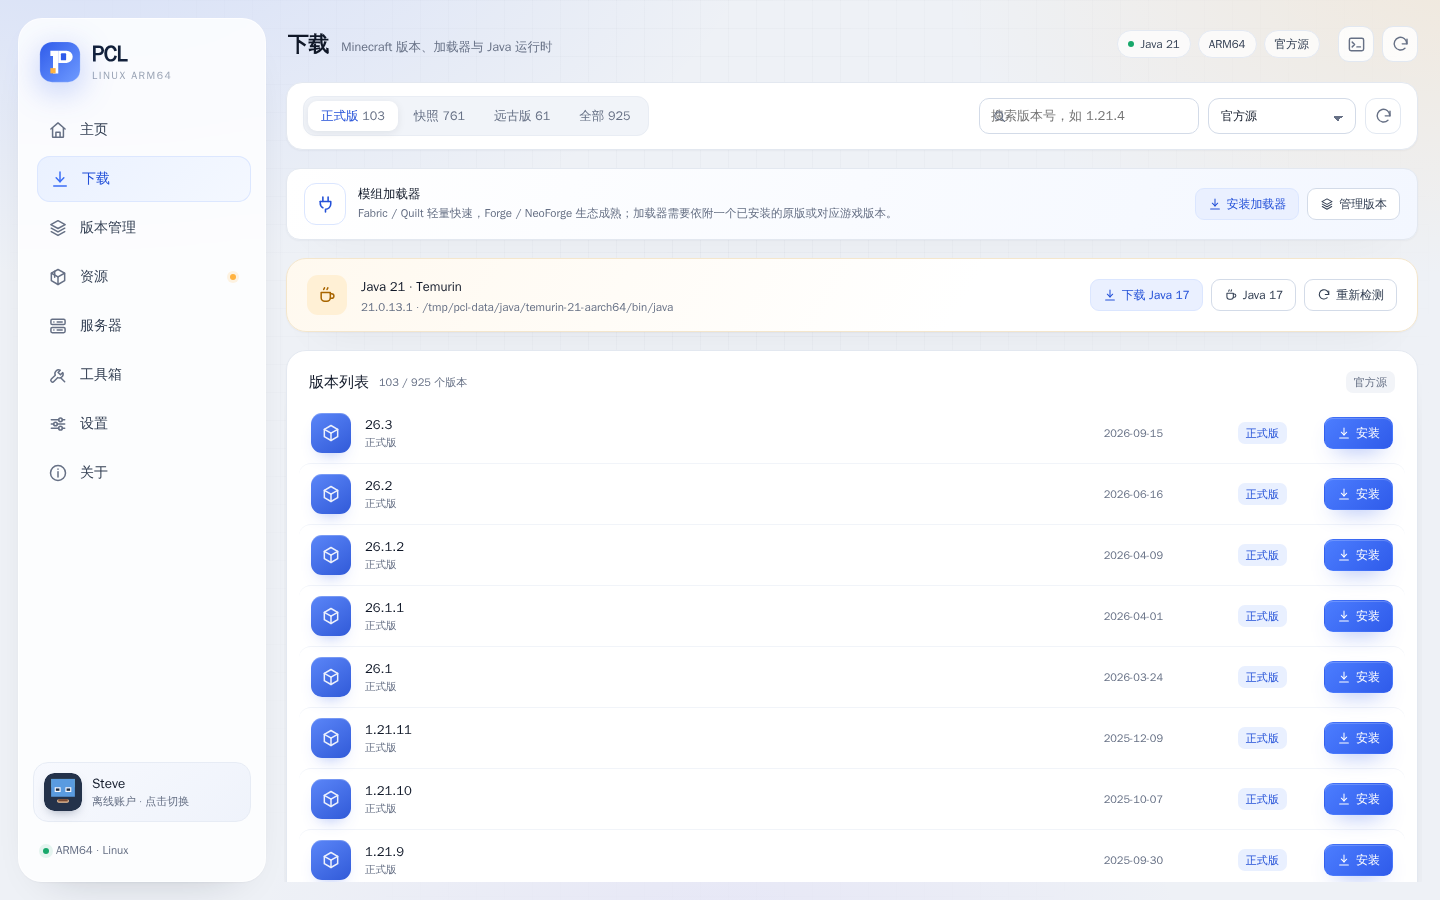 PCL
LINUX ARM64
主页
下载
版本管理
资源
服务器
工具箱
设置
关于
Steve
离线账户 · 点击切换
ARM64 · Linux
下载 Minecraft 版本、加载器与 Java 运行时
Java 21 ARM64 官方源
正式版 103 快照 761 远古版 61 全部 925
搜索版本号，如 1.21.4
官方源
模组加载器
Fabric / Quilt 轻量快速，Forge / NeoForge 生态成熟；加载器需要依附一个已安装的原版或对应游戏版本。
安装加载器 管理版本
Java 21 · Temurin
21.0.13.1 · /tmp/pcl-data/java/temurin-21-aarch64/bin/java
下载 Java 17 Java 17 重新检测
版本列表 103 / 925 个版本 官方源
26.3
正式版
2026-09-15 正式版 安装
26.2
正式版
2026-06-16 正式版 安装
26.1.2
正式版
2026-04-09 正式版 安装
26.1.1
正式版
2026-04-01 正式版 安装
26.1
正式版
2026-03-24 正式版 安装
1.21.11
正式版
2025-12-09 正式版 安装
1.21.10
正式版
2025-10-07 正式版 安装
1.21.9
正式版
2025-09-30 正式版 安装